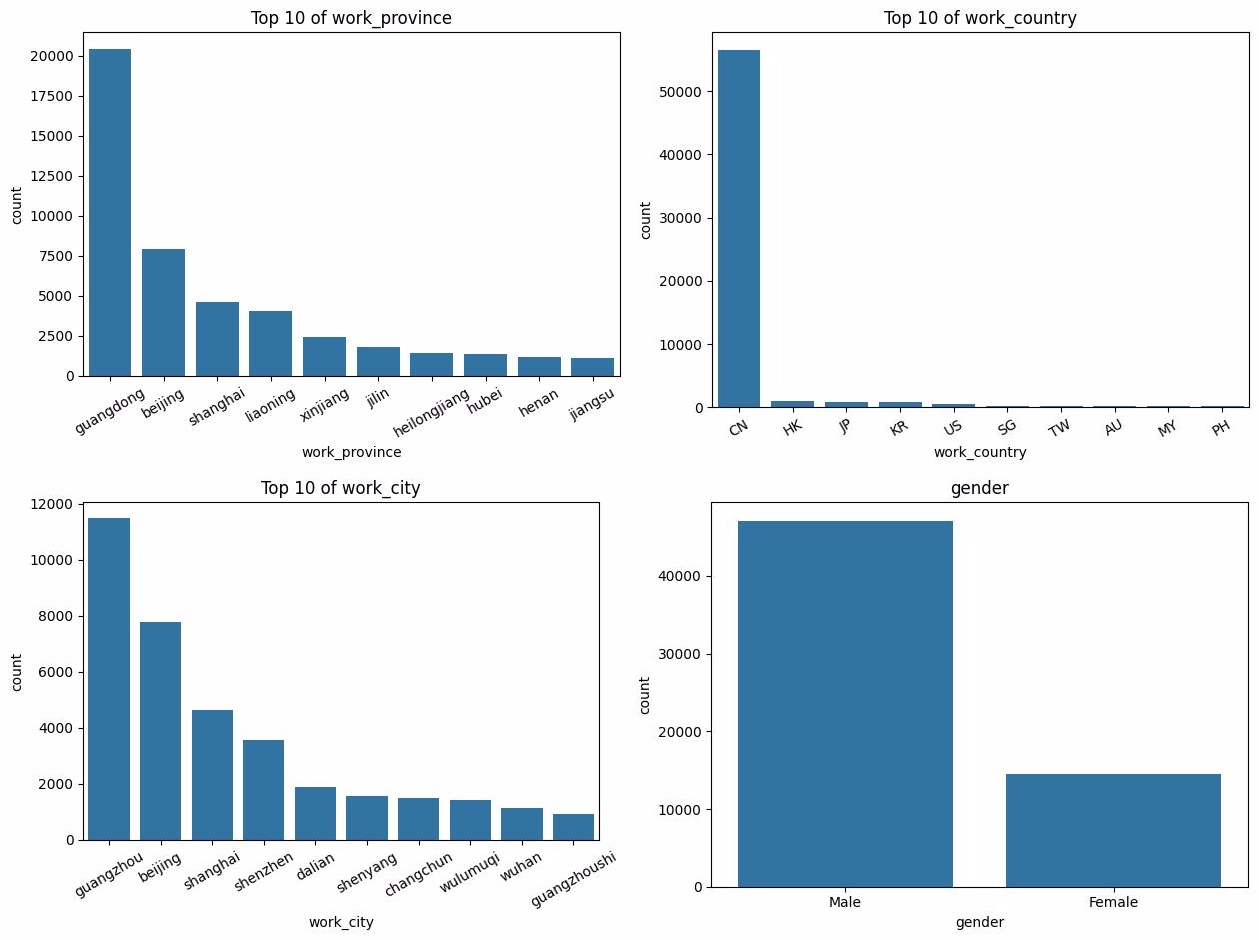 Top 10 of work_province
20000
17500
15000
12500
10000
7500
5000
2500
0
count
guangdong
beijing
shanghai
liaoning
xinjiang
jilin
heilongjiang
hubei
henan
jiangsu
work_province
Top 10 of work_country
50000
40000
30000
20000
10000
0
count
CN
HK
JP
KR
US
SG
TW
AU
MY
PH
work_country
Top 10 of work_city
12000
10000
8000
6000
4000
2000
0
count
guangzhou
beijing
shanghai
shenzhen
dalian
shenyang
changchun
wulumuqi
wuhan
guangzhoushi
work_city
gender
40000
30000
20000
10000
0
count
Male
Female
gender